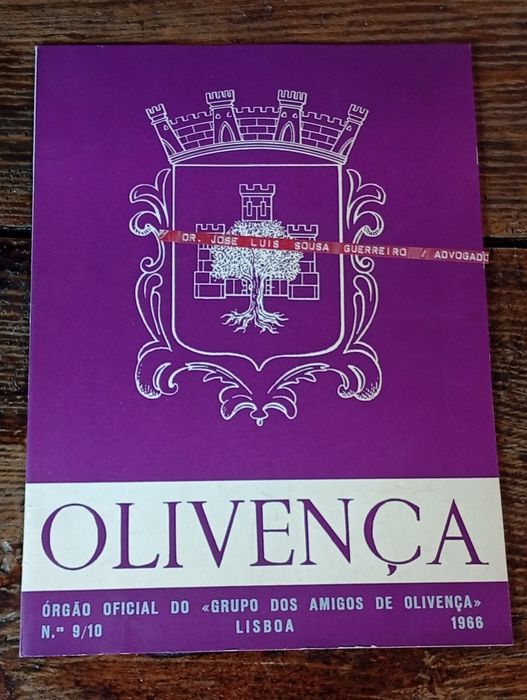 / DR. JOSÉ LUIS SOUSA GUERREIRO / ADVOGADO
OLIVENÇA
ÓRGÃO OFICIAL DO «GRUPO DOS AMIGOS DE OLIVENÇA»
N.ºˢ 9/10 LISBOA 1966